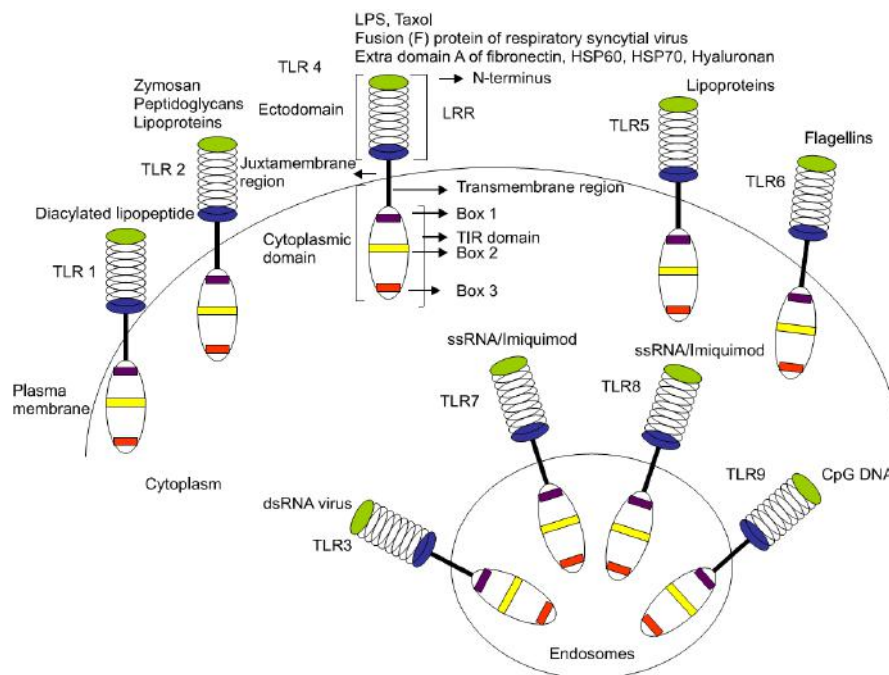 LPS, Taxol
Fusion (F) protein of respiratory syncytial virus
Extra domain A of fibronectin, HSP60, HSP70, Hyaluronan
TLR 4
N-terminus
Ectodomain
LRR
Zymosan
Peptidoglycans
Lipoproteins
TLR 2
Juxtamembrane
region
Transmembrane region
Box 1
Cytoplasmic
domain
TIR domain
Box 2
Box 3
Lipoproteins
TLR5
Flagellins
TLR6
Diacylated lipopeptide
TLR 1
Plasma
membrane
Cytoplasm
ssRNA/Imiquimod
TLR7
ssRNA/Imiquimod
TLR8
TLR9
CpG DNA
dsRNA virus
TLR3
Endosomes